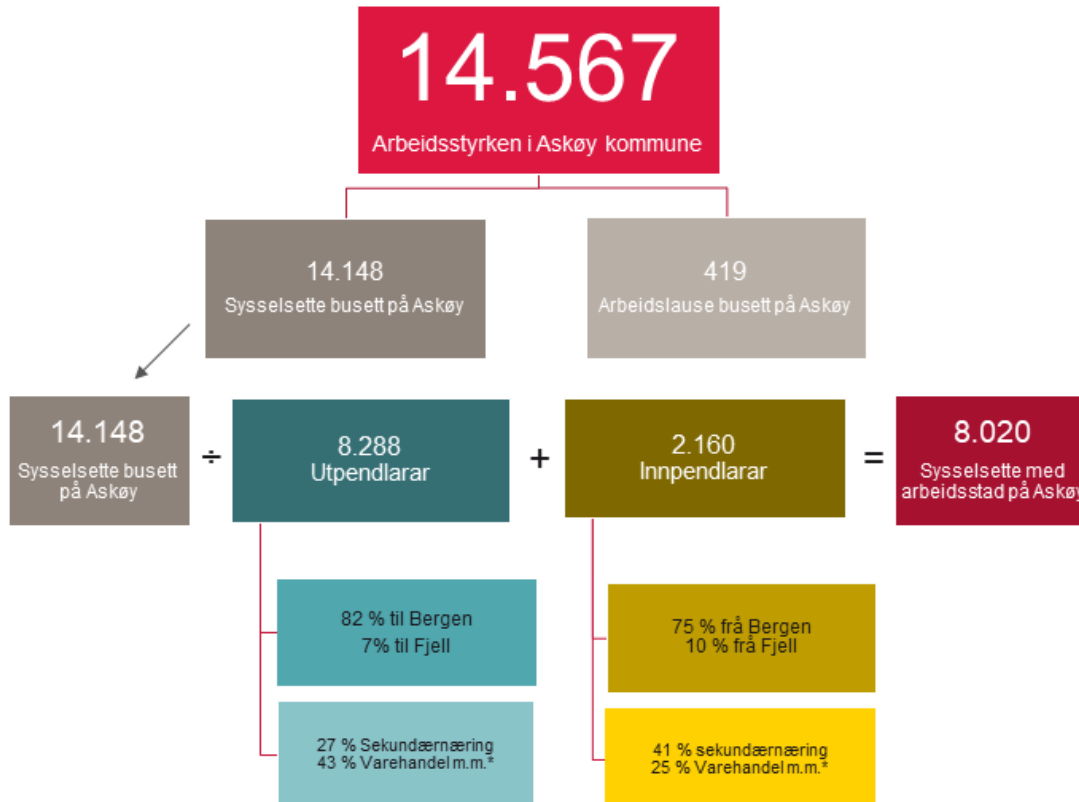 14.567
Arbeidsstyrken i Askøy kommune
14.148
Sysselsette busett på Askøy
419
Arbeidslause busett på Askøy
14.148
Sysselsette busett
på Askøy
÷
8.288
Utpendlarar
+
2.160
Innpendlarar
=
8.020
Sysselsette med
arbeidsstad på Askøy
82 % til Bergen
7% til Fjell
75 % frå Bergen
10 % frå Fjell
27 % Sekundærnæring
43 % Varehandel m.m.*
41 % sekundærnæring
25 % Varehandel m.m.*